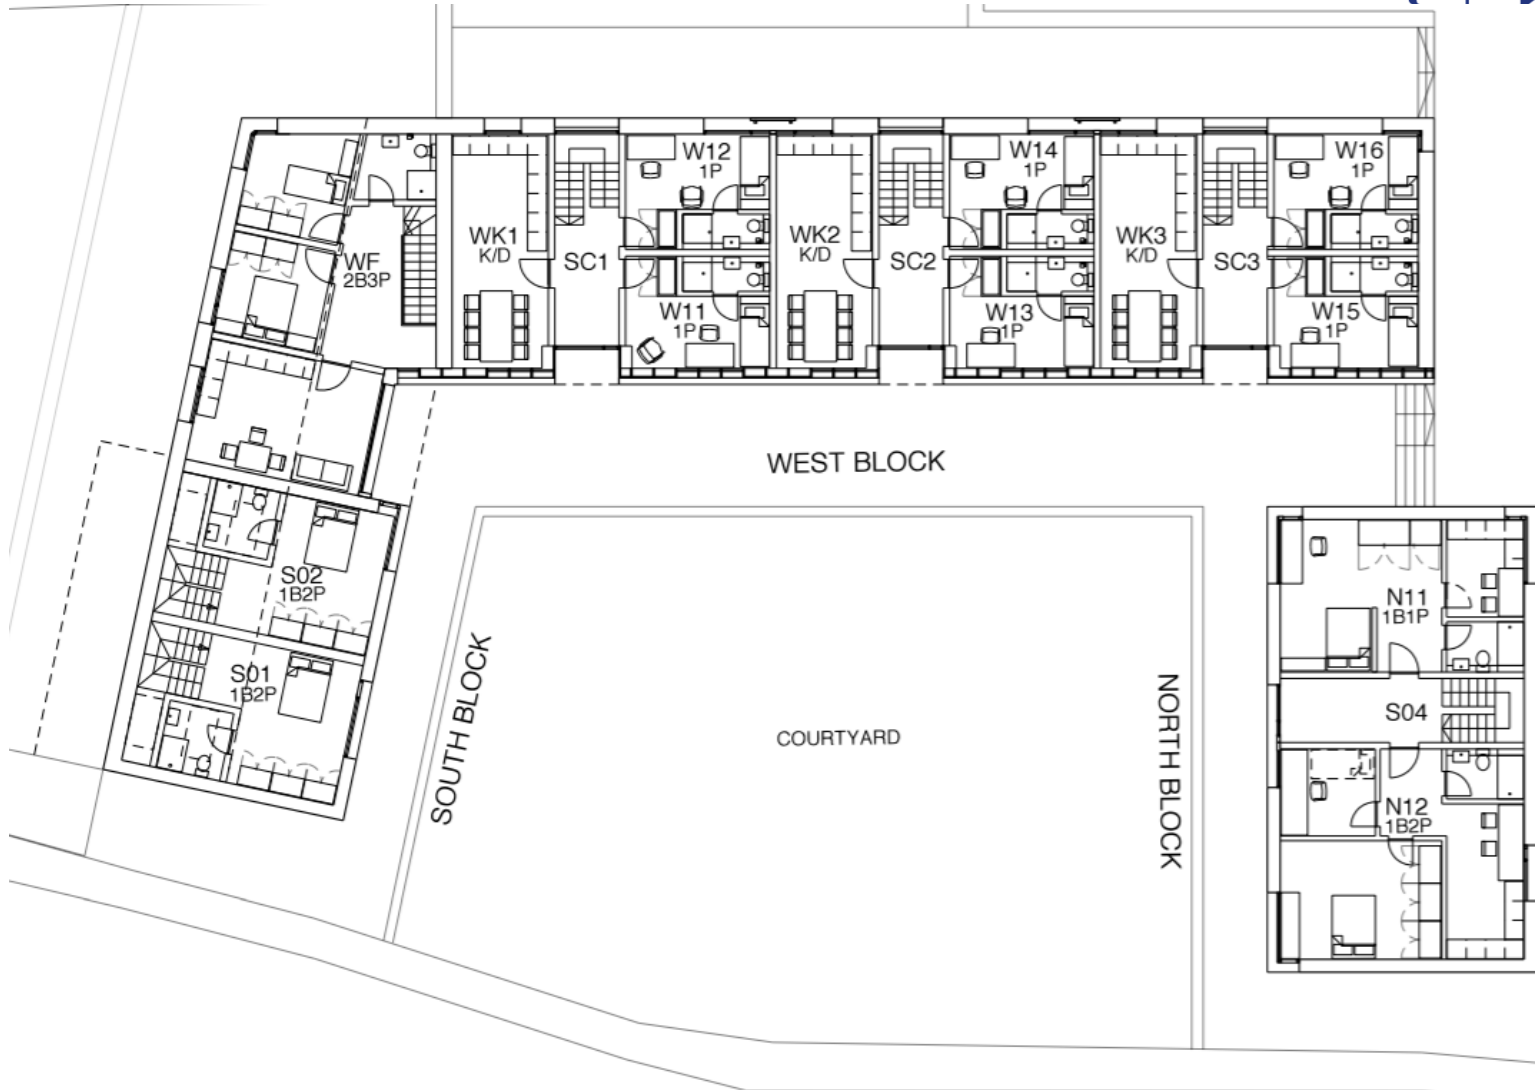 W12
1P
W14
1P
W16
1P
WK1
K/D
WK2
K/D
WK3
K/D
WF
2B3P
SC1
SC2
SC3
W11
1P
W13
1P
W15
1P
WEST BLOCK
S02
1B2P
N11
1B1P
S01
1B2P
SOUTH BLOCK
COURTYARD
NORTH BLOCK
S04
N12
1B2P